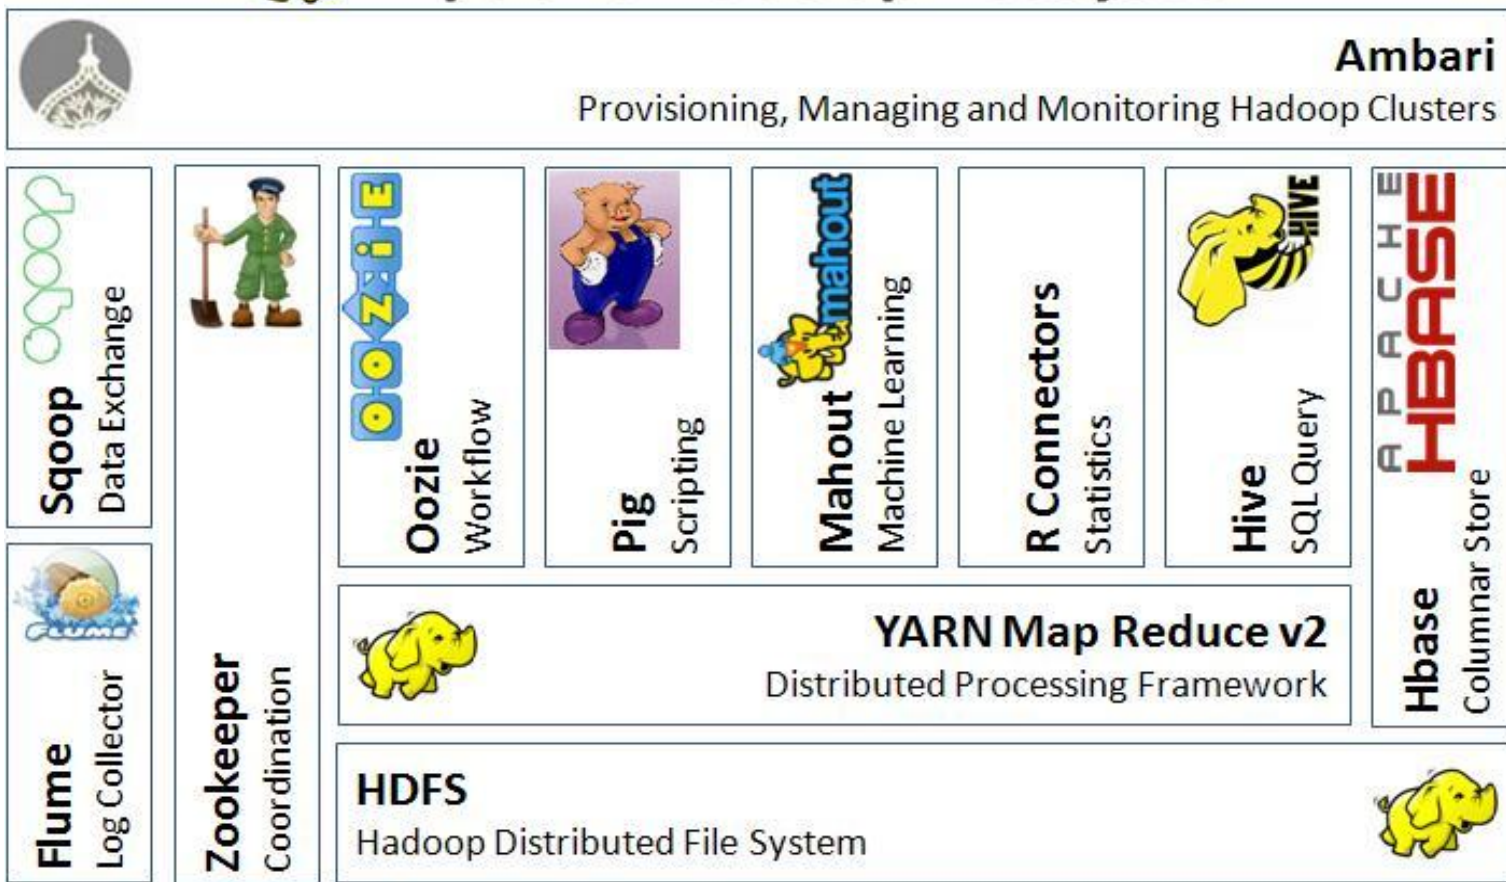 Ambari
Provisioning, Managing and Monitoring Hadoop Clusters
sqoop
Sqoop
Data Exchange
Zookeeper
Coordination
OOZiE
Oozie
Workflow
Pig
Scripting
mahout
Mahout
Machine Learning
R Connectors
Statistics
HIVE
Hive
SQL Query
APACHE
HBASE
Hbase
Columnar Store
FLUME
Flume
Log Collector
YARN Map Reduce v2
Distributed Processing Framework
HDFS
Hadoop Distributed File System